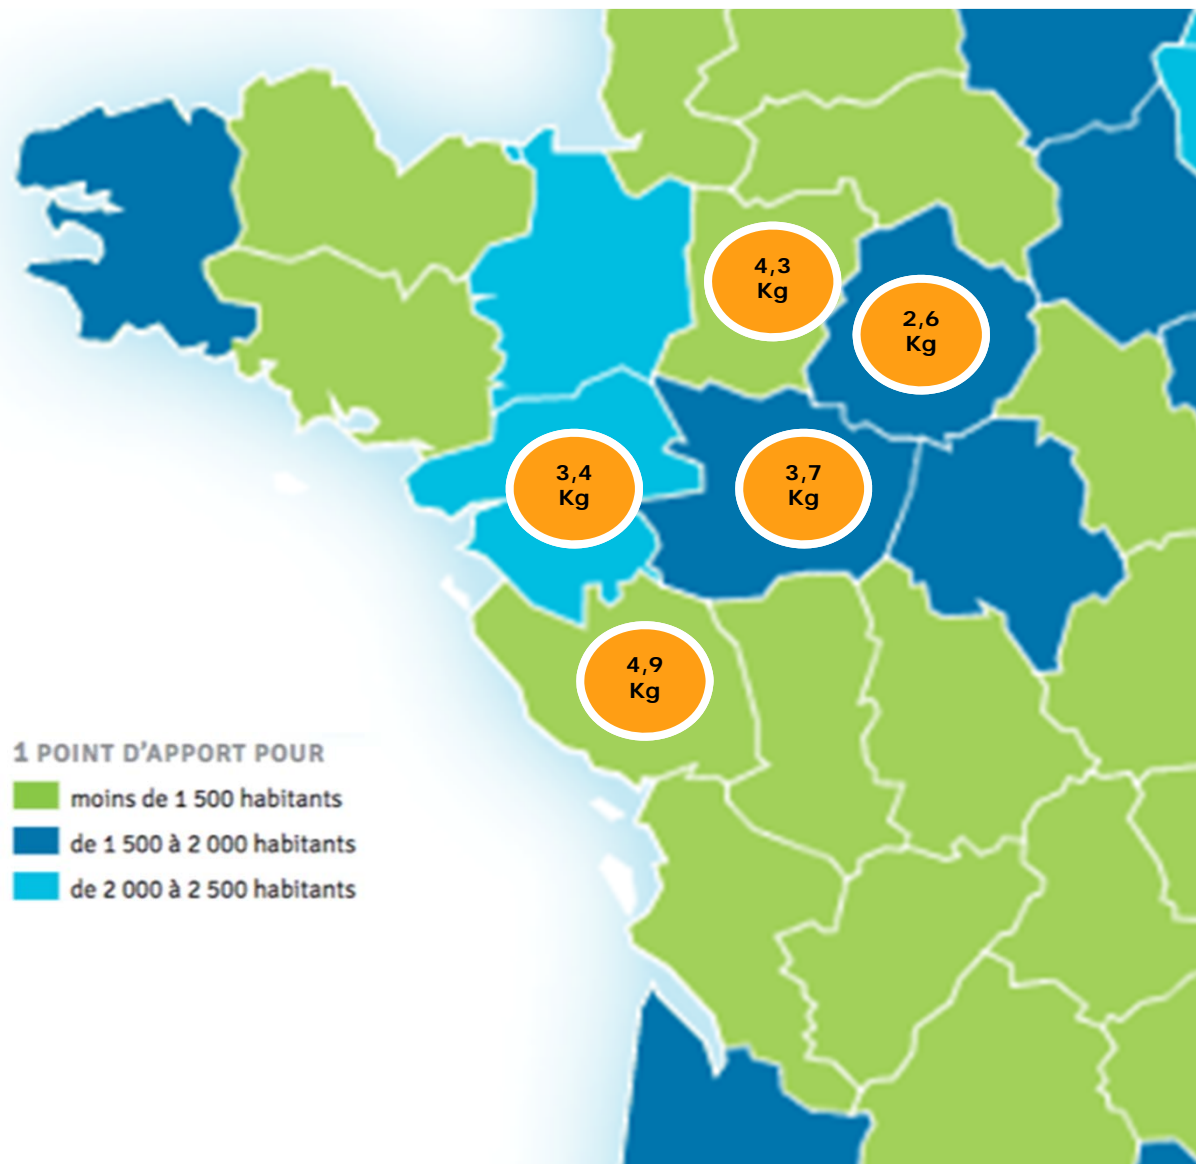 4,3
Kg
2,6
Kg
3,4
Kg
3,7
Kg
4,9
Kg
1 POINT D'APPORT POUR
moins de 1 500 habitants
de 1 500 à 2 000 habitants
de 2 000 à 2 500 habitants